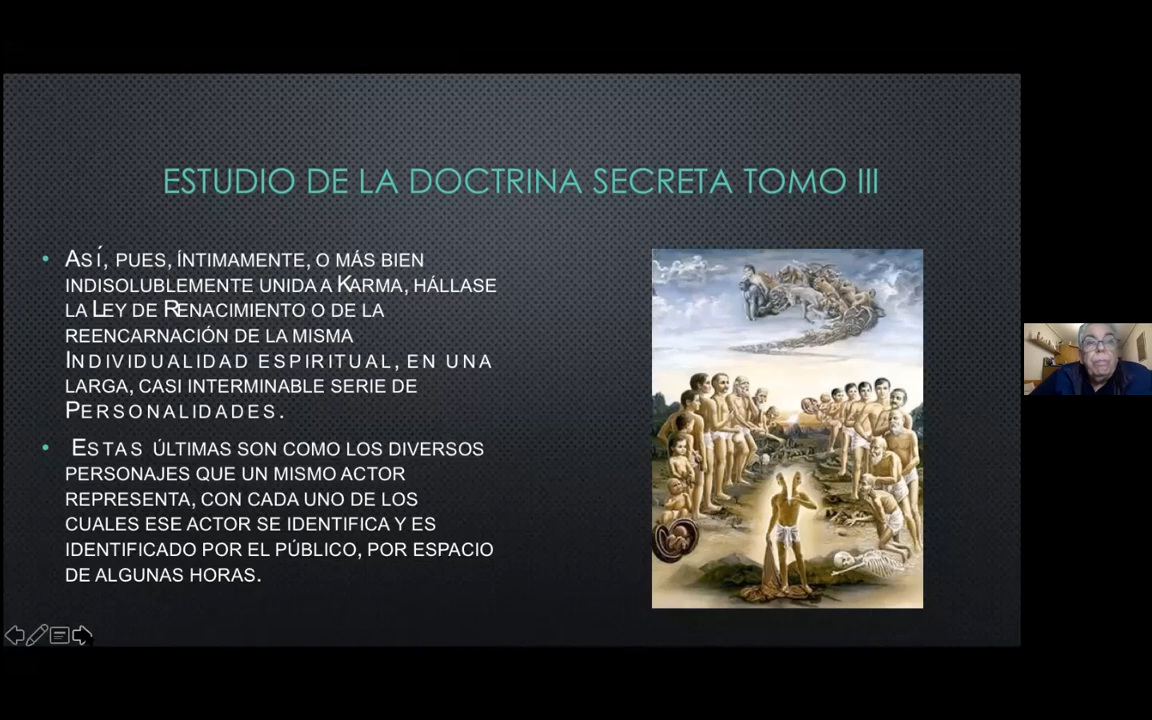 ESTUDIO DE LA DOCTRINA SECRETA TOMO III
• ASÍ, PUES, ÍNTIMAMENTE, O MÁS BIEN
INDISOLUBLEMENTE UNIDA A KARMA, HÁLLASE
LA LEY DE RENACIMIENTO O DE LA
REENCARNACIÓN DE LA MISMA
INDIVIDUALIDAD ESPIRITUAL, EN UNA
LARGA, CASI INTERMINABLE SERIE DE
PERSONALIDADES.
• ESTAS ÚLTIMAS SON COMO LOS DIVERSOS
PERSONAJES QUE UN MISMO ACTOR
REPRESENTA, CON CADA UNO DE LOS
CUALES ESE ACTOR SE IDENTIFICA Y ES
IDENTIFICADO POR EL PÚBLICO, POR ESPACIO
DE ALGUNAS HORAS.